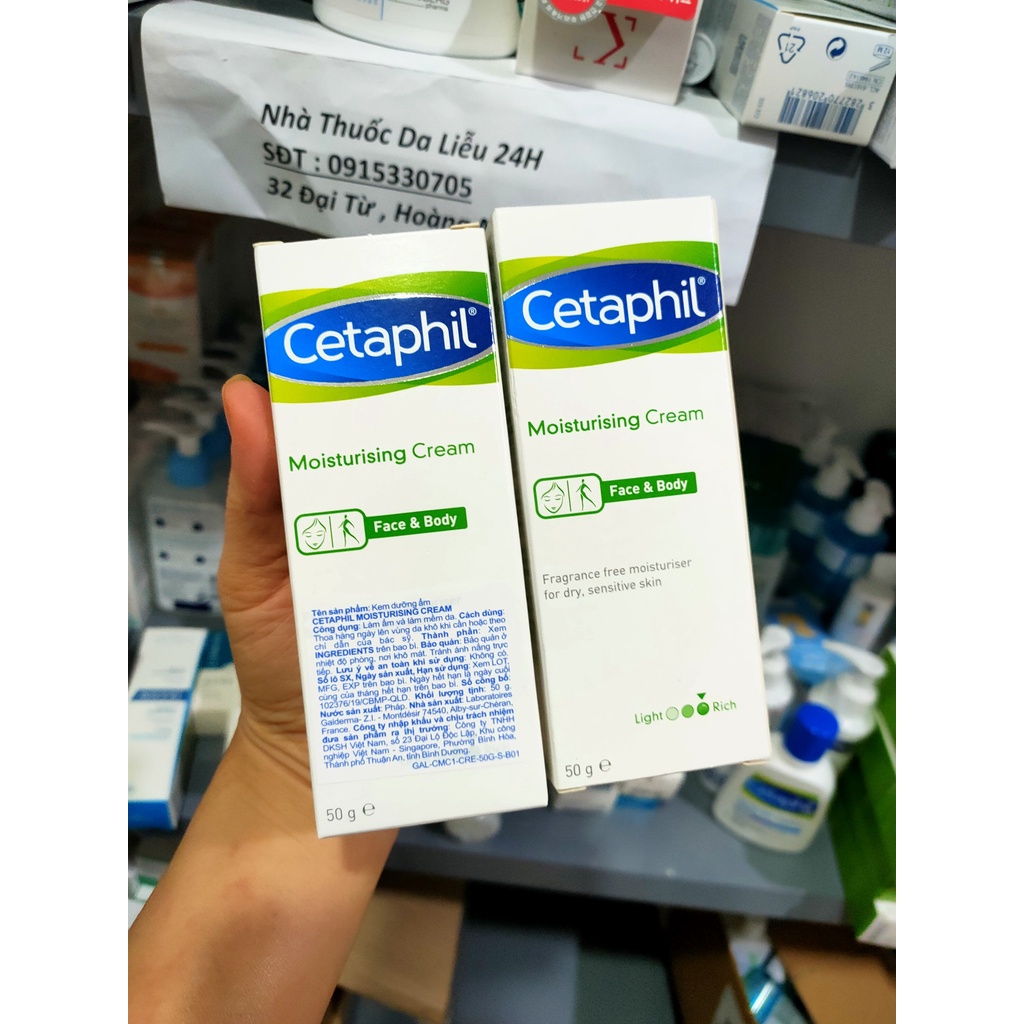 Nhà Thuốc Da Liễu 24H
SĐT : 0915330705
32 Đại Từ , Hoàng
21
PAP
12 M
3 282770 206821
Cetaphil®
Moisturising Cream
Face & Body
Tên sản phẩm: Kem dưỡng ẩm
CETAPHIL MOISTURISING CREAM
Công dụng: Làm ẩm và làm mềm da. Cách dùng:
Thoa hàng ngày lên vùng da khô khi cần hoặc theo
chỉ dẫn của bác sỹ. Thành phần: Xem
INGREDIENTS trên bao bì. Bảo quản: Bảo quản ở
nhiệt độ phòng, nơi khô mát. Tránh ánh nắng trực
tiếp. Lưu ý về an toàn khi sử dụng: Không có.
Số lô SX, Ngày sản xuất, Hạn sử dụng: Xem LOT,
MFG, EXP trên bao bì. Ngày hết hạn là ngày cuối
cùng của tháng hết hạn trên bao bì. Số công bố:
102376/19/CBMP-QLD. Khối lượng tịnh: 50 g.
Nước sản xuất: Pháp. Nhà sản xuất: Laboratoires
Galderma- Z.I. - Montdésir 74540, Alby-sur-Chéran,
France. Công ty nhập khẩu và chịu trách nhiệm
đưa sản phẩm ra thị trường: Công ty TNHH
DKSH Việt Nam, số 23 Đại Lộ Độc Lập, Khu công
nghiệp Việt Nam - Singapore, Phường Bình Hòa,
Thành phố Thuận An, tỉnh Bình Dương.
GAL-CMC1-CRE-50G-S-B01
50 g ℮
Cetaphil®
Moisturising Cream
Face & Body
Fragrance free moisturiser
for dry, sensitive skin
Light Rich
50 g ℮
Cetaphil